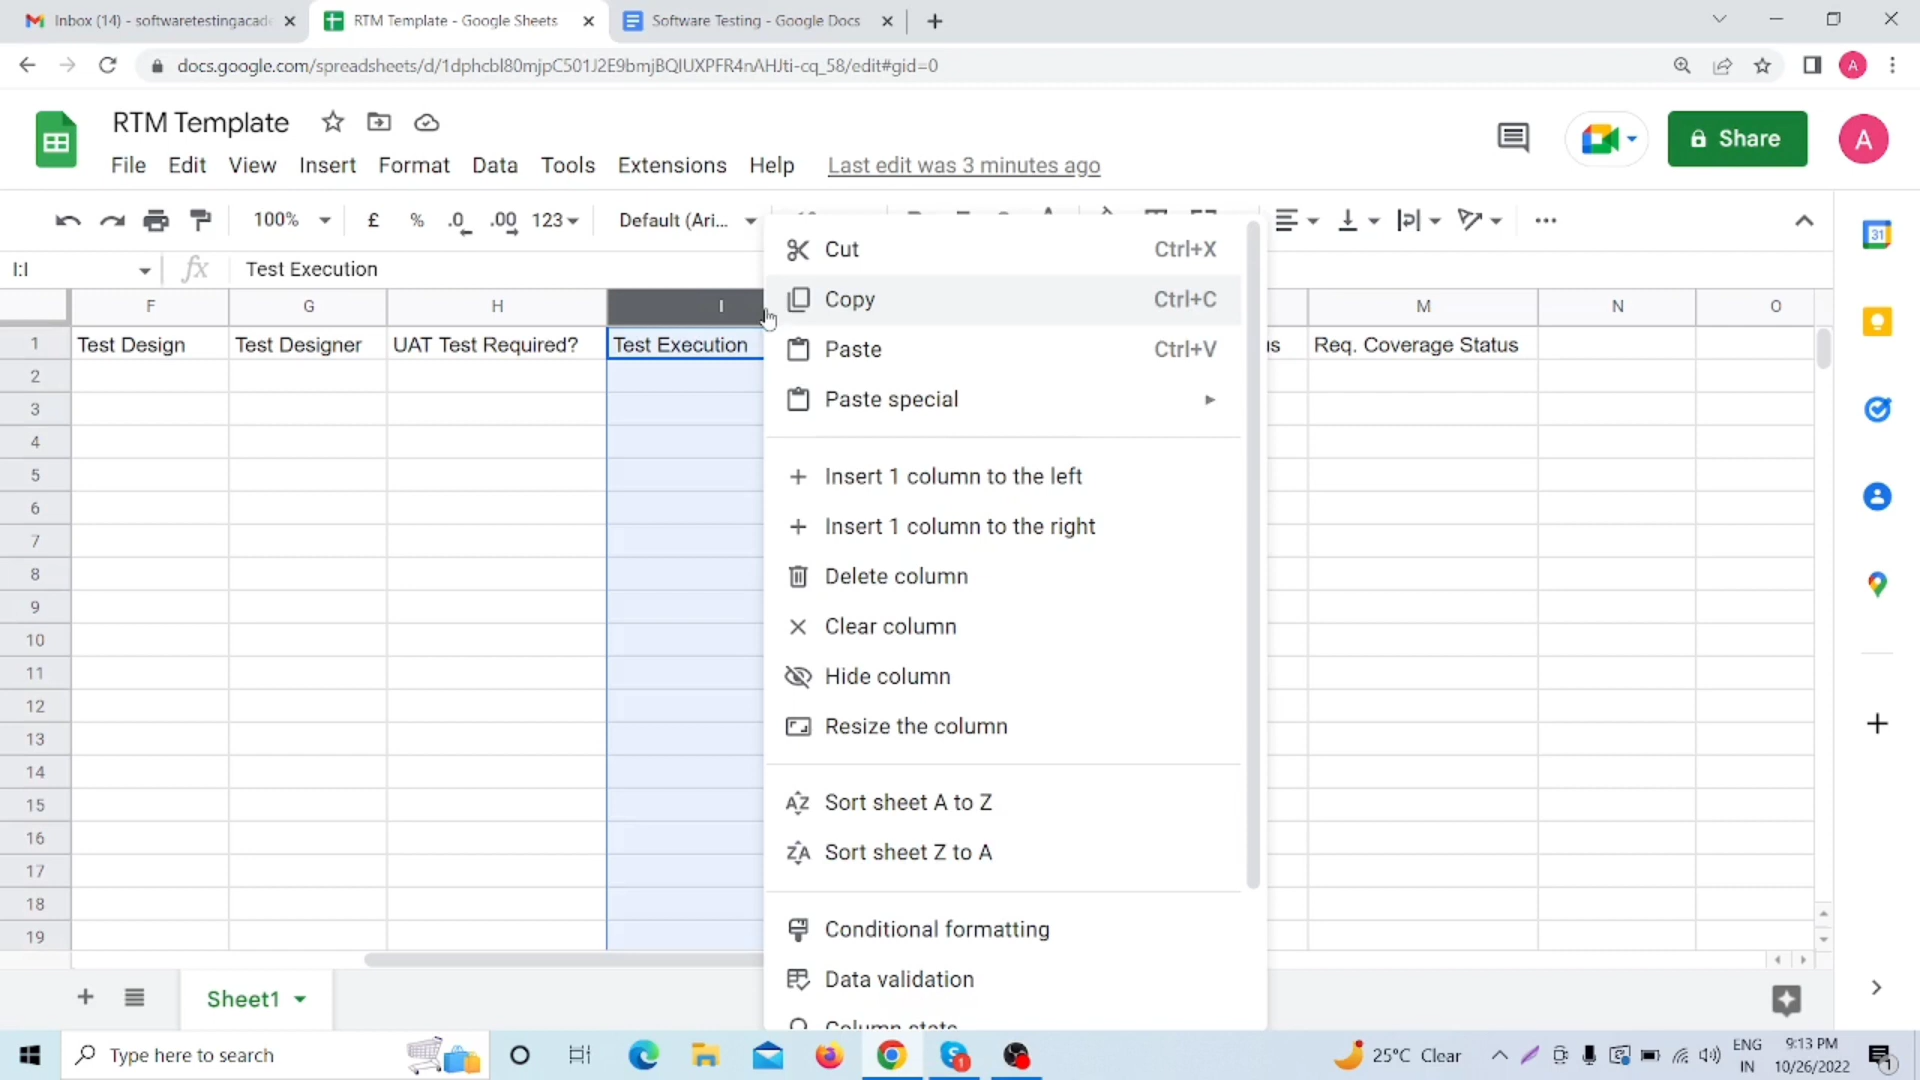 Inbox (14) - softwaretestingacade
RTM Template - Google Sheets
Software Testing - Google Docs
docs.google.com/spreadsheets/d/1dphcbl80mjpC501J2E9bmjBQIUXPFR4nAHJti-cq_58/edit#gid=0
A
RTM Template
Share
A
File Edit View Insert Format Data Tools Extensions Help Last edit was 3 minutes ago
100% £ % .0 .00 123 Default (Ari...
31
I:I fx Test Execution
F G H I M N O
1 Test Design Test Designer UAT Test Required? Test Execution us Req. Coverage Status
2
3
4
5
6
7
8
9
10
11
12
13
14
15
16
17
18
19
Cut Ctrl+X
Copy Ctrl+C
Paste Ctrl+V
Paste special
Insert 1 column to the left
Insert 1 column to the right
Delete column
Clear column
Hide column
Resize the column
Sort sheet A to Z
Sort sheet Z to A
Conditional formatting
Data validation
Column stats
Sheet1
Type here to search
25°C Clear
ENG
IN
9:13 PM
10/26/2022